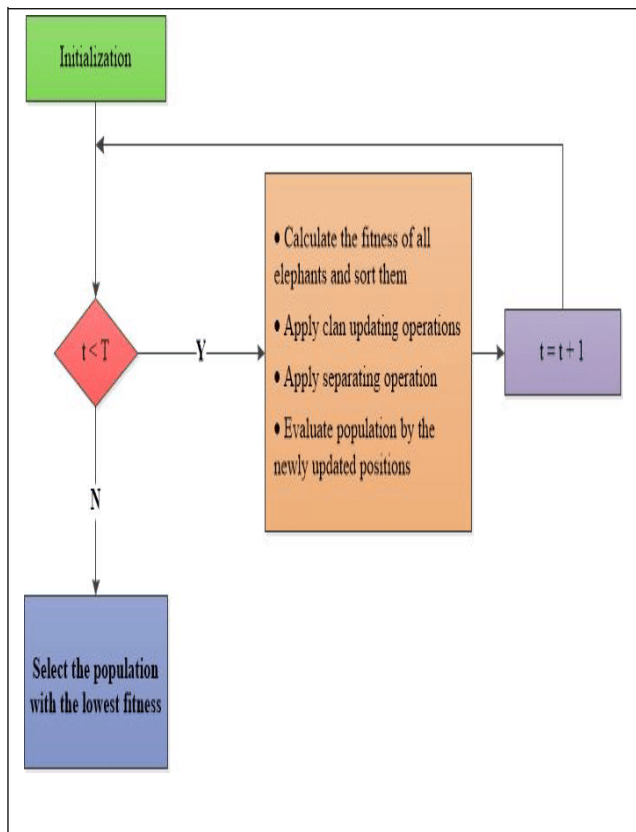 Initialization
t < T
Y
• Calculate the fitness of all
elephants and sort them
• Apply clan updating operations
• Apply separating operation
• Evaluate population by the
newly updated positions
t = t + 1
N
Select the population
with the lowest fitness